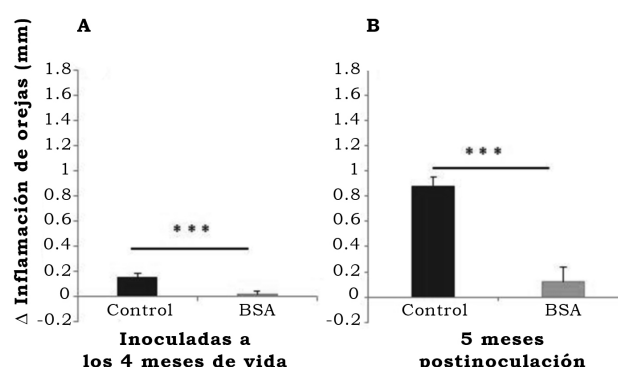 A
B
Δ Inflamación de orejas (mm)
1.8
1.6
1.4
1.2
1
0.8
0.6
0.4
0.2
0
-0.2
***
Control
BSA
Inoculadas a
los 4 meses de vida
1.8
1.6
1.4
1.2
1
0.8
0.6
0.4
0.2
0
-0.2
***
Control
BSA
5 meses
postinoculación